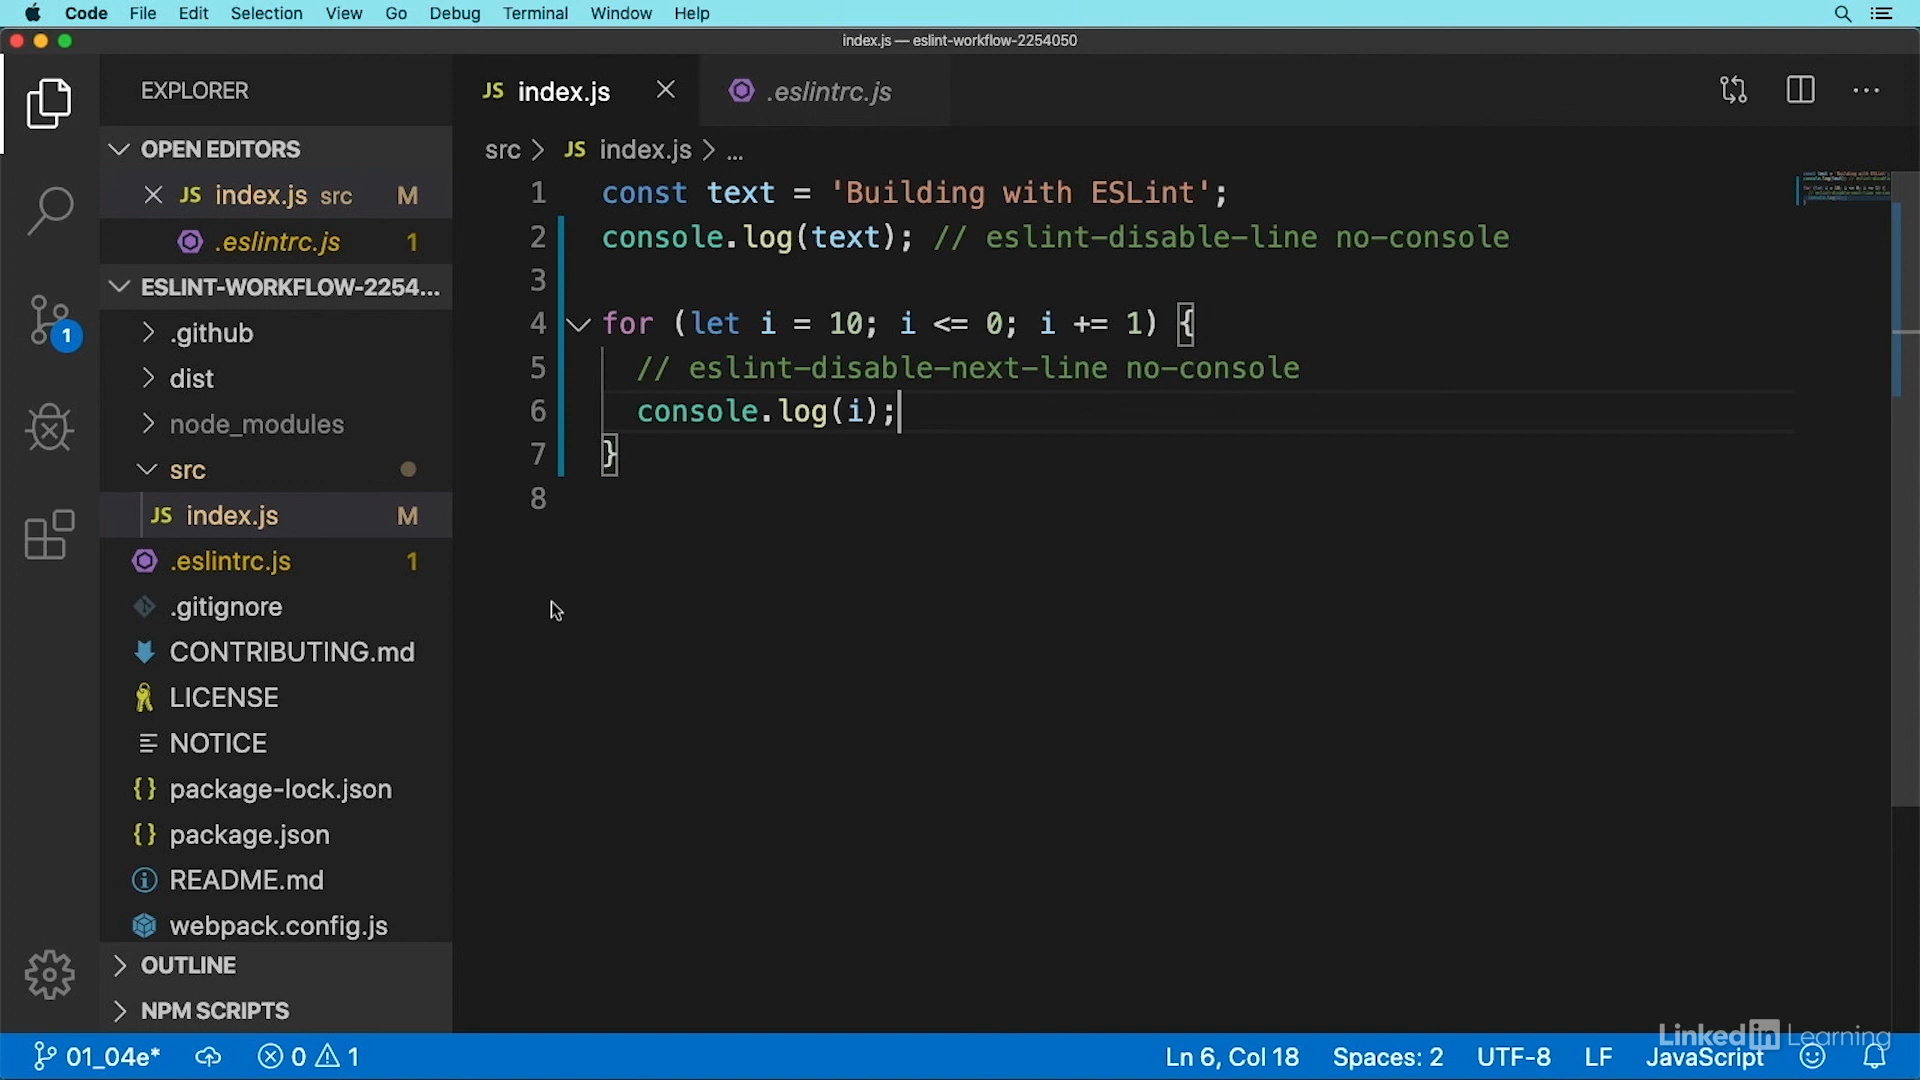 Code File Edit Selection View Go Debug Terminal Window Help
index.js — eslint-workflow-2254050
EXPLORER
OPEN EDITORS
JS index.js src M
.eslintrc.js 1
ESLINT-WORKFLOW-2254...
.github
dist
node_modules
src
JS index.js M
.eslintrc.js 1
.gitignore
CONTRIBUTING.md
LICENSE
NOTICE
{} package-lock.json
{} package.json
README.md
webpack.config.js
OUTLINE
NPM SCRIPTS
1
JS index.js
.eslintrc.js
src > JS index.js > ...
1 const text = 'Building with ESLint';
2 console.log(text); // eslint-disable-line no-console
3
4 for (let i = 10; i <= 0; i += 1) {
5 // eslint-disable-next-line no-console
6 console.log(i);
7 }
8
LinkedIn Learning
01_04e* 0 1 Ln 6, Col 18 Spaces: 2 UTF-8 LF JavaScript